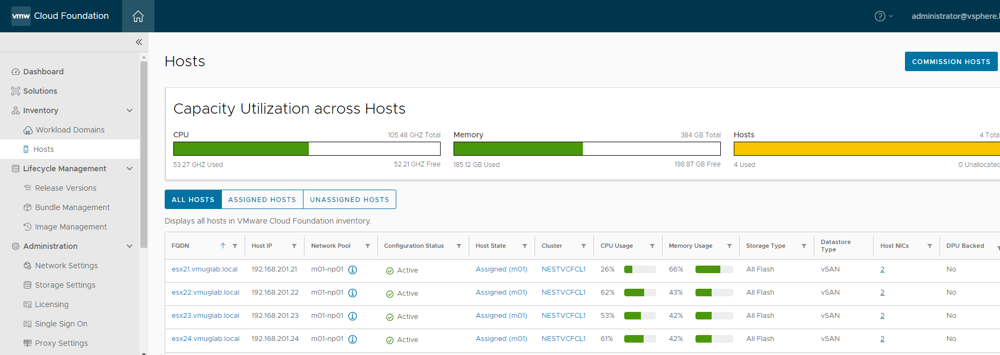 vmw Cloud Foundation
administrator@vsphere.l
Dashboard
Solutions
Inventory
Workload Domains
Hosts
Lifecycle Management
Release Versions
Bundle Management
Image Management
Administration
Network Settings
Storage Settings
Licensing
Single Sign On
Proxy Settings
Hosts
COMMISSION HOSTS
Capacity Utilization across Hosts
CPU 105.48 GHZ Total
53.27 GHZ Used 52.21 GHZ Free
Memory 384 GB Total
185.12 GB Used 198.87 GB Free
Hosts 4 Tota
4 Used 0 Unallocated
ALL HOSTS ASSIGNED HOSTS UNASSIGNED HOSTS
Displays all hosts in VMware Cloud Foundation inventory.
FQDN Host IP Network Pool Configuration Status Host State Cluster CPU Usage Memory Usage Storage Type Datastore Type Host NICs DPU Backed
esx21.vmuglab.local 192.168.201.21 m01-np01 Active Assigned (m01) NESTVCFCL1 26% 66% All Flash vSAN 2 No
esx22.vmuglab.local 192.168.201.22 m01-np01 Active Assigned (m01) NESTVCFCL1 62% 43% All Flash vSAN 2 No
esx23.vmuglab.local 192.168.201.23 m01-np01 Active Assigned (m01) NESTVCFCL1 53% 42% All Flash vSAN 2 No
esx24.vmuglab.local 192.168.201.24 m01-np01 Active Assigned (m01) NESTVCFCL1 61% 42% All Flash vSAN 2 No